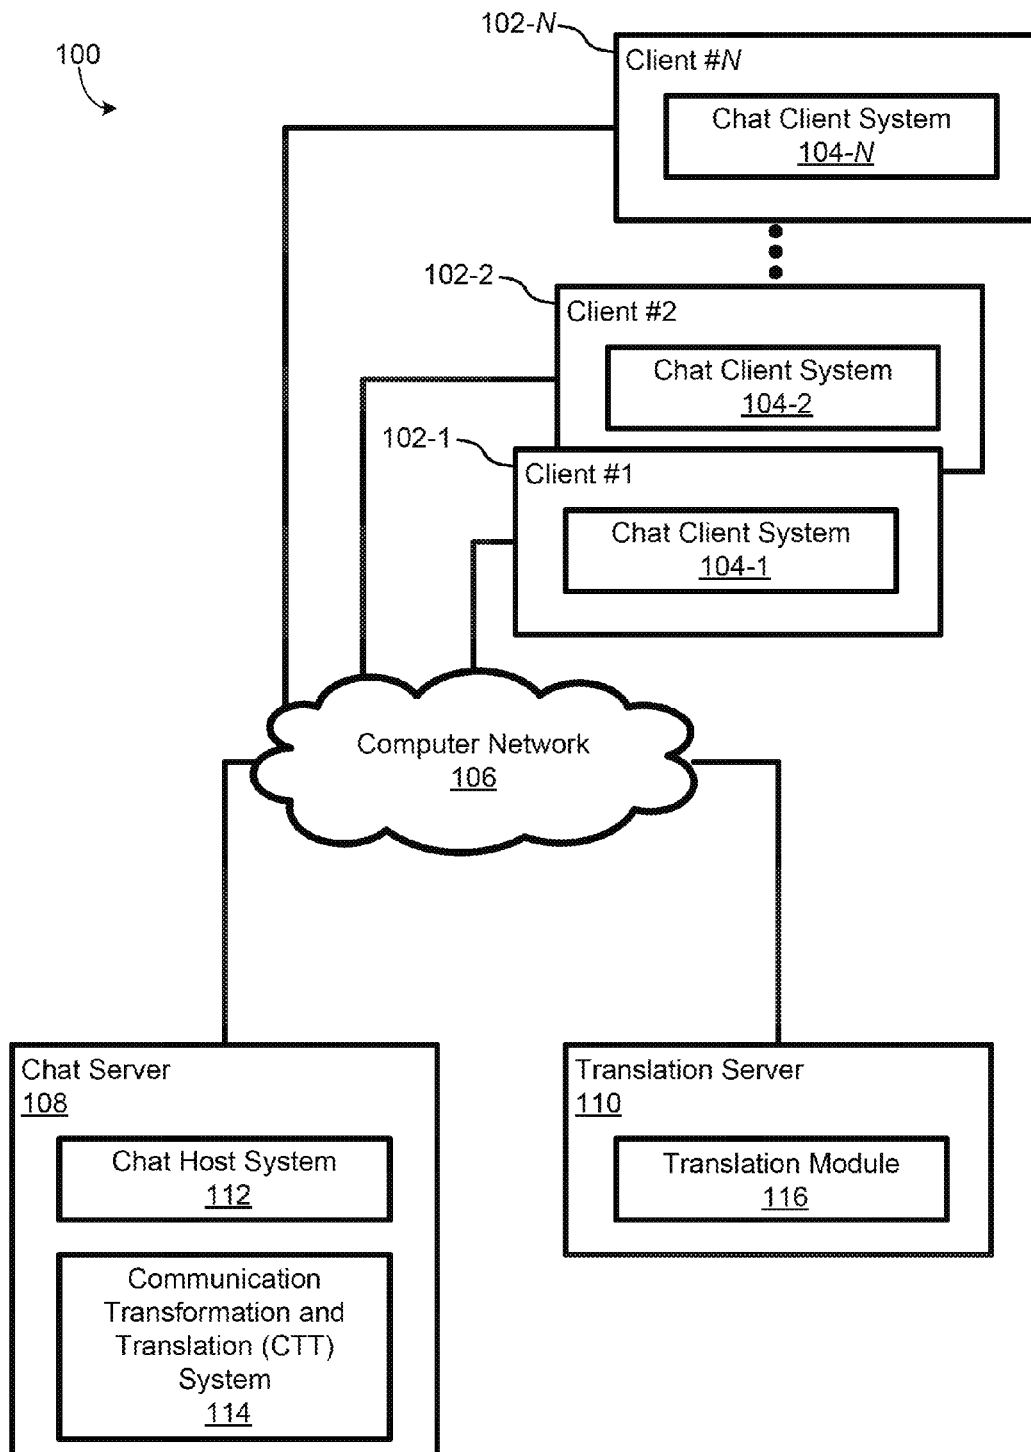 100
102-N
Client #N
Chat Client System
104-N
102-2
Client #2
Chat Client System
104-2
102-1
Client #1
Chat Client System
104-1
Computer Network
106
Chat Server
108
Chat Host System
112
Communication
Transformation and
Translation (CTT)
System
114
Translation Server
110
Translation Module
116